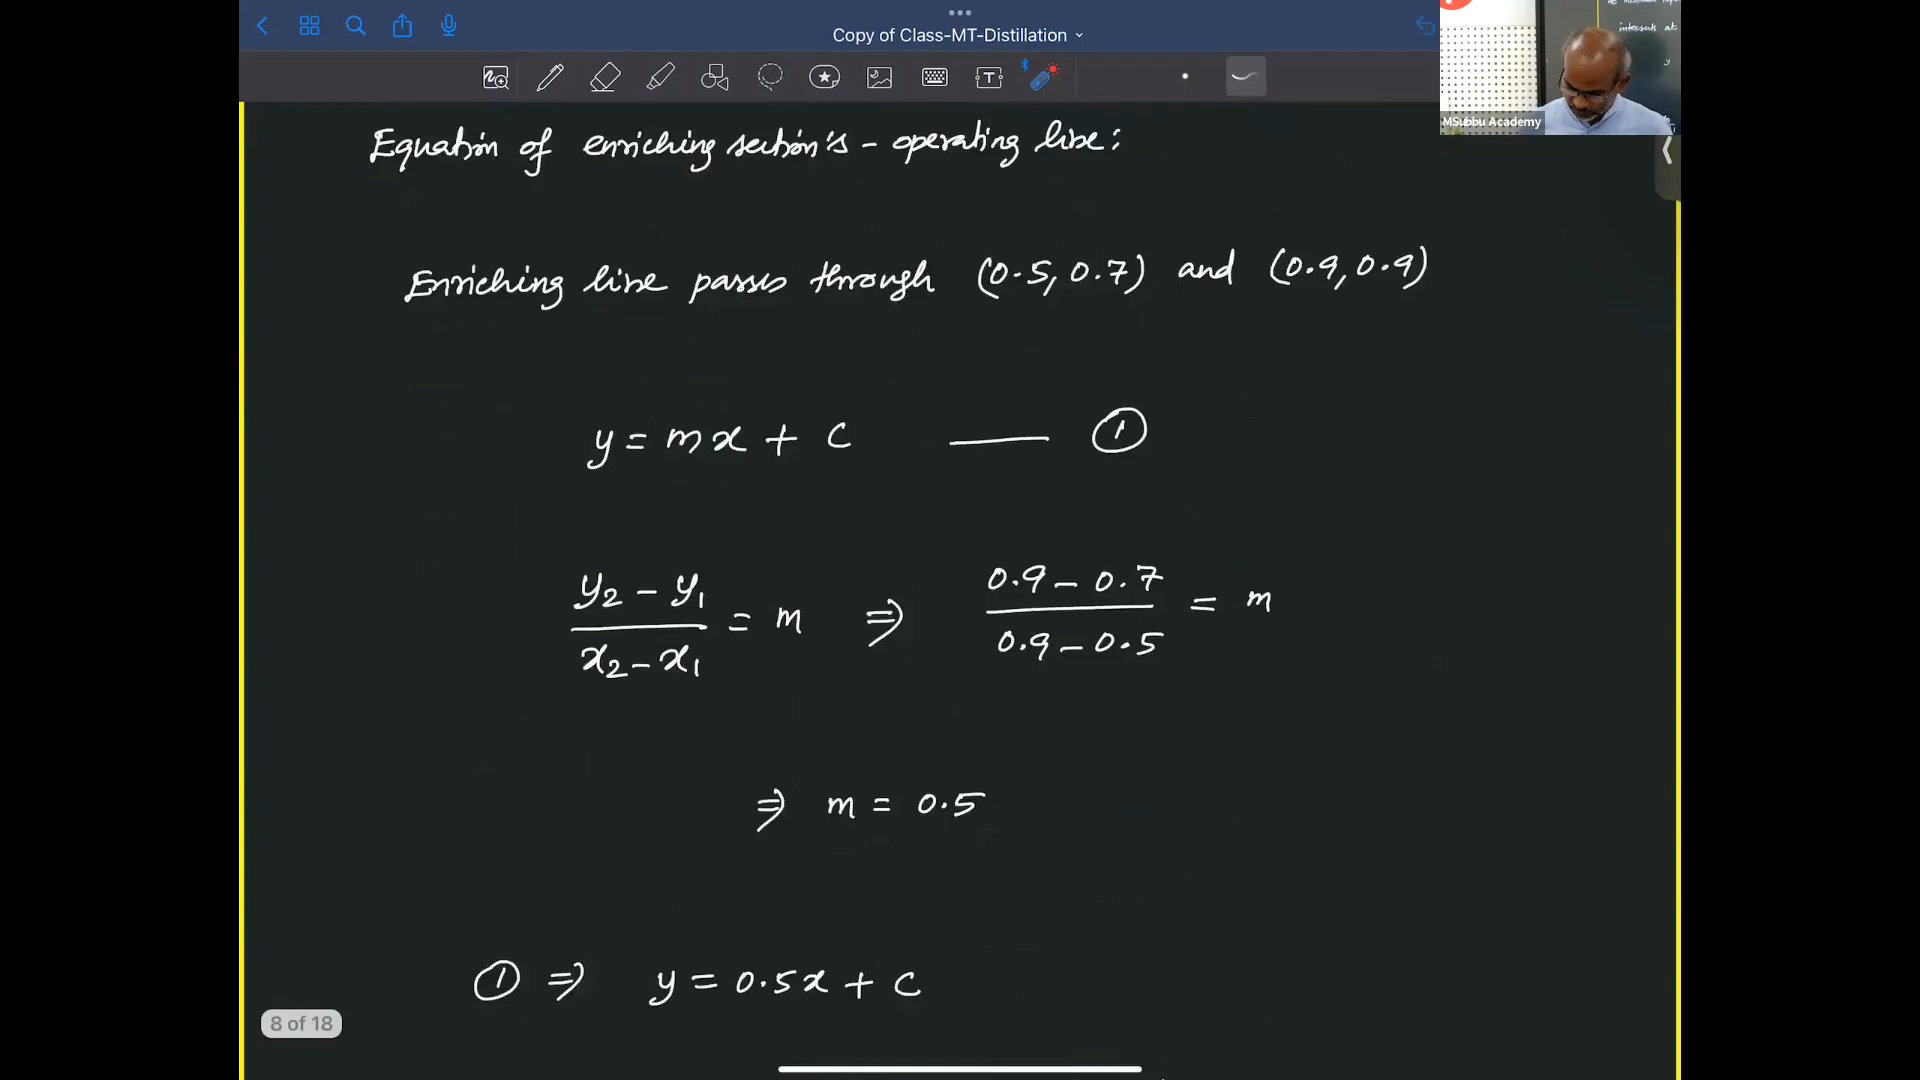 Copy of Class-MT-Distillation
intersects at
y
MSubbu Academy
Equation of enriching section's - operating line:
Enriching line passes through (0.5, 0.7) and (0.9, 0.9)
y = mx + c —— ①
y₂ - y₁ / x₂ - x₁ = m ⇒ 0.9 - 0.7 / 0.9 - 0.5 = m
⇒ m = 0.5
① ⇒ y = 0.5x + c
8 of 18